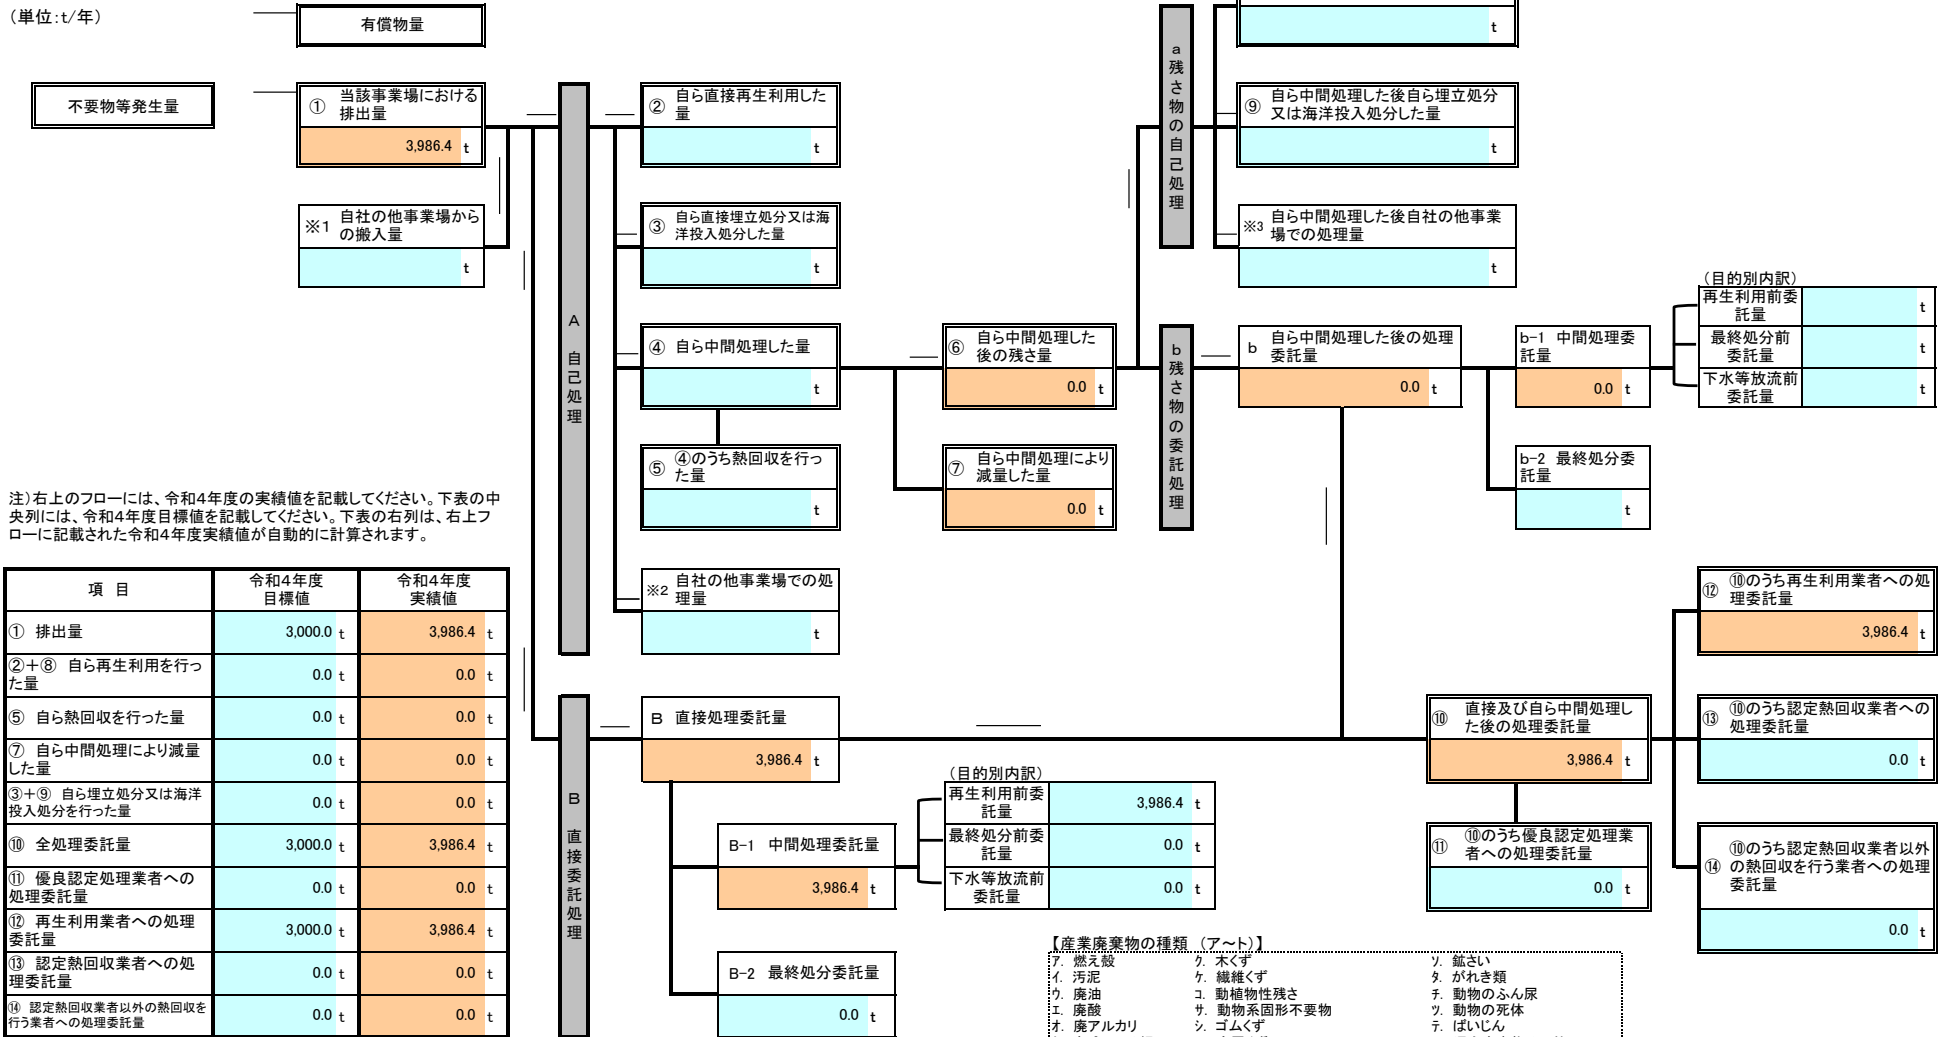 (単位:t/年)
有償物量
t
不要物等発生量
① 当該事業場における
排出量
3,986.4 t
※1 自社の他事業場から
の搬入量
t
A 自己処理
② 自ら直接再生利用した
量
t
③ 自ら直接埋立処分又は海
洋投入処分した量
t
④ 自ら中間処理した量
t
⑤ ④のうち熱回収を行っ
た量
t
※2 自社の他事業場での処
理量
t
⑥ 自ら中間処理した
後の残さ量
0.0 t
⑦ 自ら中間処理により
減量した量
0.0 t
a 残さ物の自己処理
⑨ 自ら中間処理した後自ら埋立処分
又は海洋投入処分した量
t
※3 自ら中間処理した後自社の他事業
場での処理量
t
b 残さ物の委託処理
b 自ら中間処理した後の処理
委託量
0.0 t
b-1 中間処理委
託量
0.0 t
b-2 最終処分委
託量
t
(目的別内訳)
再生利用前委
託量
t
最終処分前
委託量
t
下水等放流前
委託量
t
注)右上のフローには、令和4年度の実績値を記載してください。下表の中
央列には、令和4年度目標値を記載してください。下表の右列は、右上フ
ローに記載された令和4年度実績値が自動的に計算されます。
項 目 令和4年度
目標値 令和4年度
実績値
① 排出量 3,000.0 t 3,986.4 t
②+⑧ 自ら再生利用を行っ
た量 0.0 t 0.0 t
⑤ 自ら熱回収を行った量 0.0 t 0.0 t
⑦ 自ら中間処理により減量
した量 0.0 t 0.0 t
③+⑨ 自ら埋立処分又は海洋
投入処分を行った量 0.0 t 0.0 t
⑩ 全処理委託量 3,000.0 t 3,986.4 t
⑪ 優良認定処理業者への
処理委託量 0.0 t 0.0 t
⑫ 再生利用業者への処理
委託量 3,000.0 t 3,986.4 t
⑬ 認定熱回収業者への処
理委託量 0.0 t 0.0 t
⑭ 認定熱回収業者以外の熱回収を
行う業者への処理委託量 0.0 t 0.0 t
B 直接委託処理
B 直接処理委託量
3,986.4 t
B-1 中間処理委託量
3,986.4 t
B-2 最終処分委託量
0.0 t
(目的別内訳)
再生利用前委
託量
3,986.4 t
最終処分前委
託量
0.0 t
下水等放流前
委託量
0.0 t
⑩ 直接及び自ら中間処理し
た後の処理委託量
3,986.4 t
⑪ ⑩のうち優良認定処理業
者への処理委託量
0.0 t
⑫ ⑩のうち再生利用業者への処
理委託量
3,986.4 t
⑬ ⑩のうち認定熱回収業者への
処理委託量
0.0 t
⑭ ⑩のうち認定熱回収業者以外
の熱回収を行う業者への処理
委託量
0.0 t
【産業廃棄物の種類 (ア~ト)】
ア. 燃え殻 ク. 木くず ソ. 鉱さい
イ. 汚泥 ケ. 繊維くず タ. がれき類
ウ. 廃油 コ. 動植物性残さ チ. 動物のふん尿
エ. 廃酸 サ. 動物系固形不要物 ツ. 動物の死体
オ. 廃アルカリ シ. ゴムくず テ. ばいじん